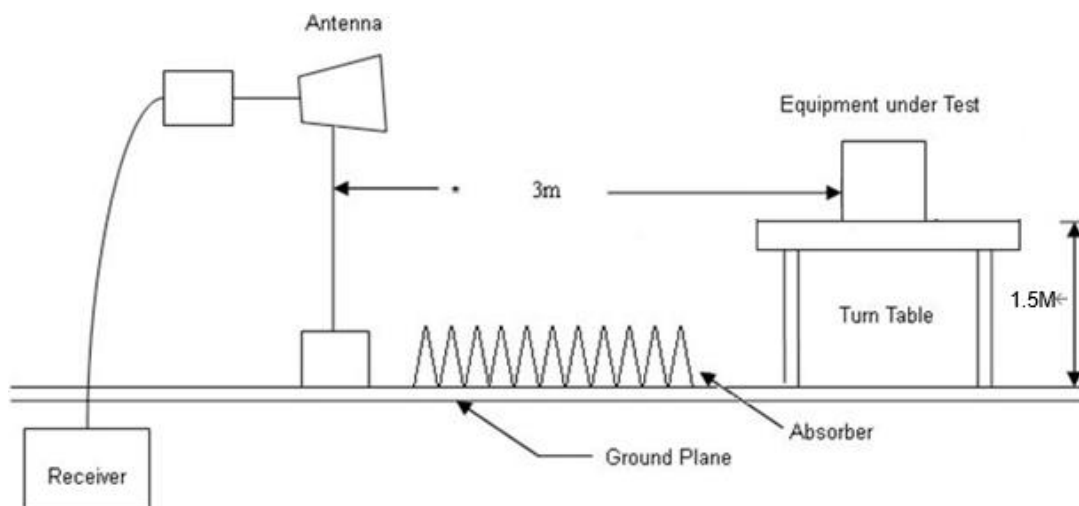 Antenna
Equipment under Test
3m
1.5M←
Turn Table
Absorber
Ground Plane
Receiver